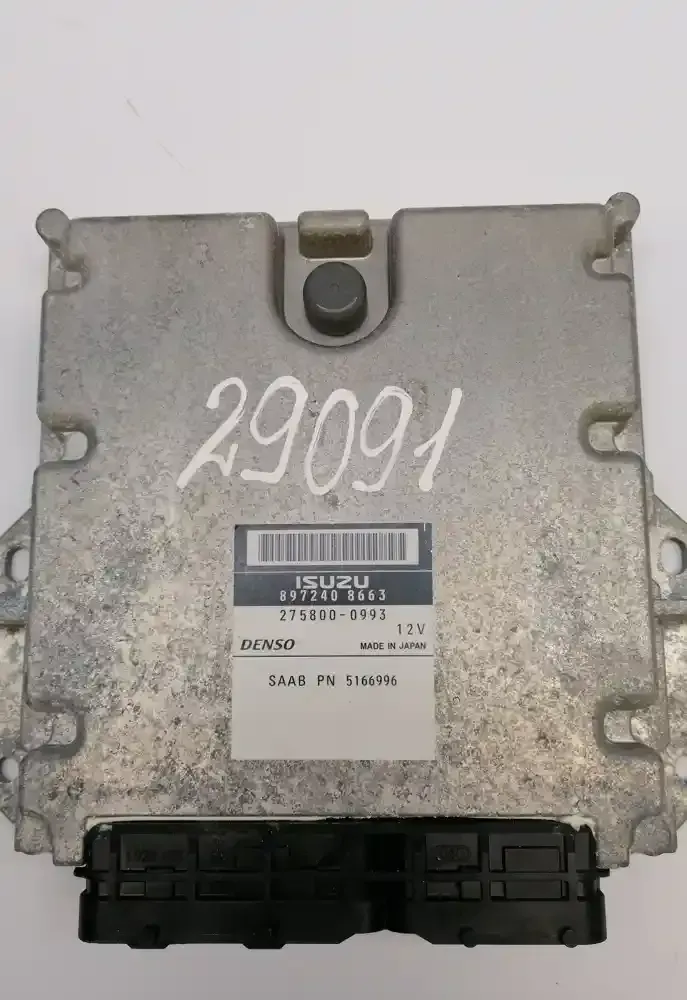 29091
ISUZU
897240 8663
275800-0993
12V
DENSO MADE IN JAPAN
SAAB PN 5166996